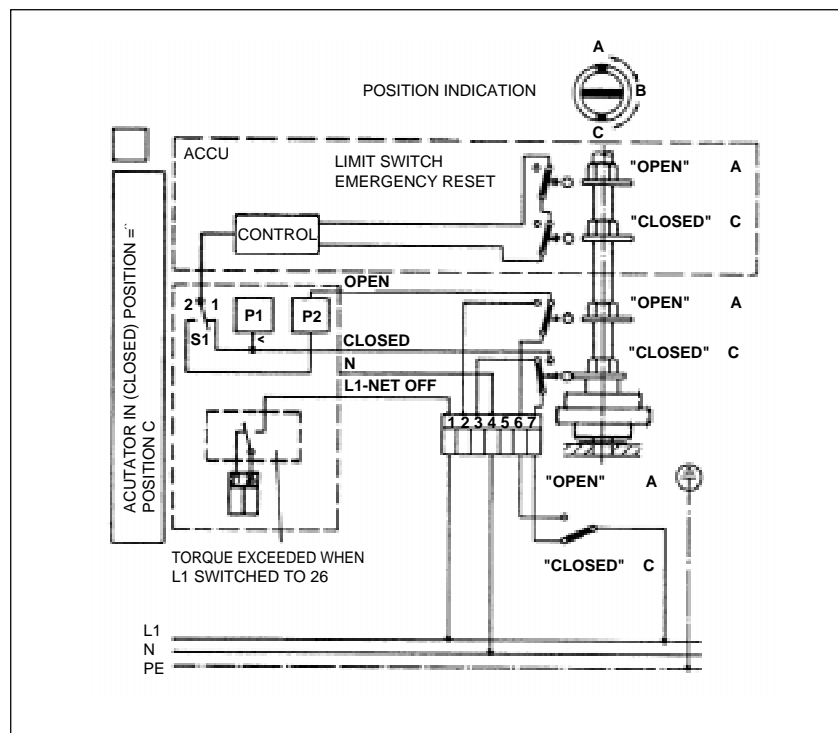 A
POSITION INDICATION
B
C
ACCU
LIMIT SWITCH
EMERGENCY RESET
"OPEN" A
"CLOSED" C
CONTROL
ACUTATOR IN (CLOSED) POSITION =`
POSITION C
OPEN
2 1
P1
P2
S1
<
"OPEN" A
CLOSED
"CLOSED" C
N
L1-NET OFF
1 2 3 4 5 6 7
"OPEN" A
"CLOSED" C
TORQUE EXCEEDED WHEN
L1 SWITCHED TO 26
L1
N
PE